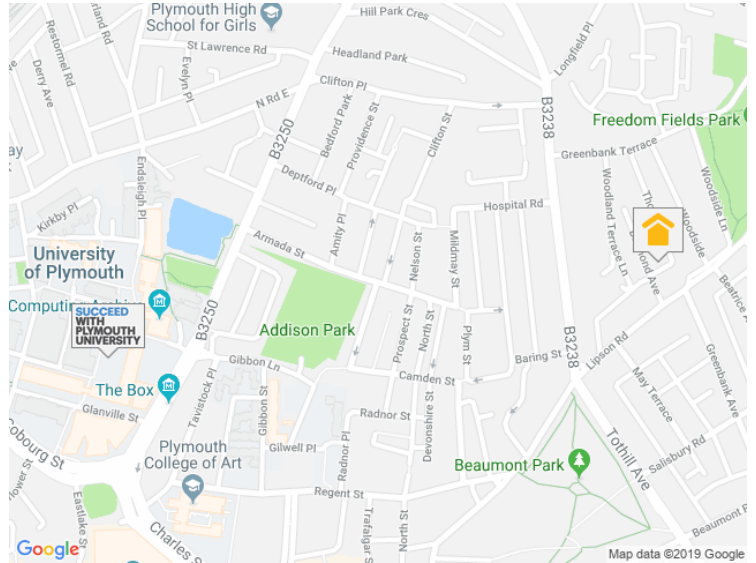 Plymouth High
School for Girls
Hill Park Cres
Longfield Pl
St Lawrence Rd
Headland Park
Restormel Rd
Derry Ave
Evelyn Pl
Clifton Pl
N Rd E
B3250
Bedford Park
Providence St
Clifton St
B3238
Freedom Fields Park
Greenbank Terrace
Endsleigh Pl
Deptford Pl
Woodland Terrace Ln
Woodside Ln
Woodside
Hospital Rd
Kirkby Pl
Amity Pl
Armada St
Nelson St
Mildmay St
University
of Plymouth
Computing
SUCCEED
WITH
PLYMOUTH
UNIVERSITY
B3250
Addison Park
Prospect St
North St
Plym St
B3238
Lipson Rd
Baring St
Gibbon Ln
Camden St
The Box
Tavistock Pl
Gibbon St
Glanville St
Radnor St
Devonshire St
May Terrace
Greenbank Ave
Cobourg St
Plymouth
College of Art
Gilwell Pl
Radnor Pl
Beaumont Park
Tothill Ave
Salisbury Rd
Regent St
Eastlake St
Charles S
Trafalgar St
North St
Beaumont P
Google
Map data ©2019 Google